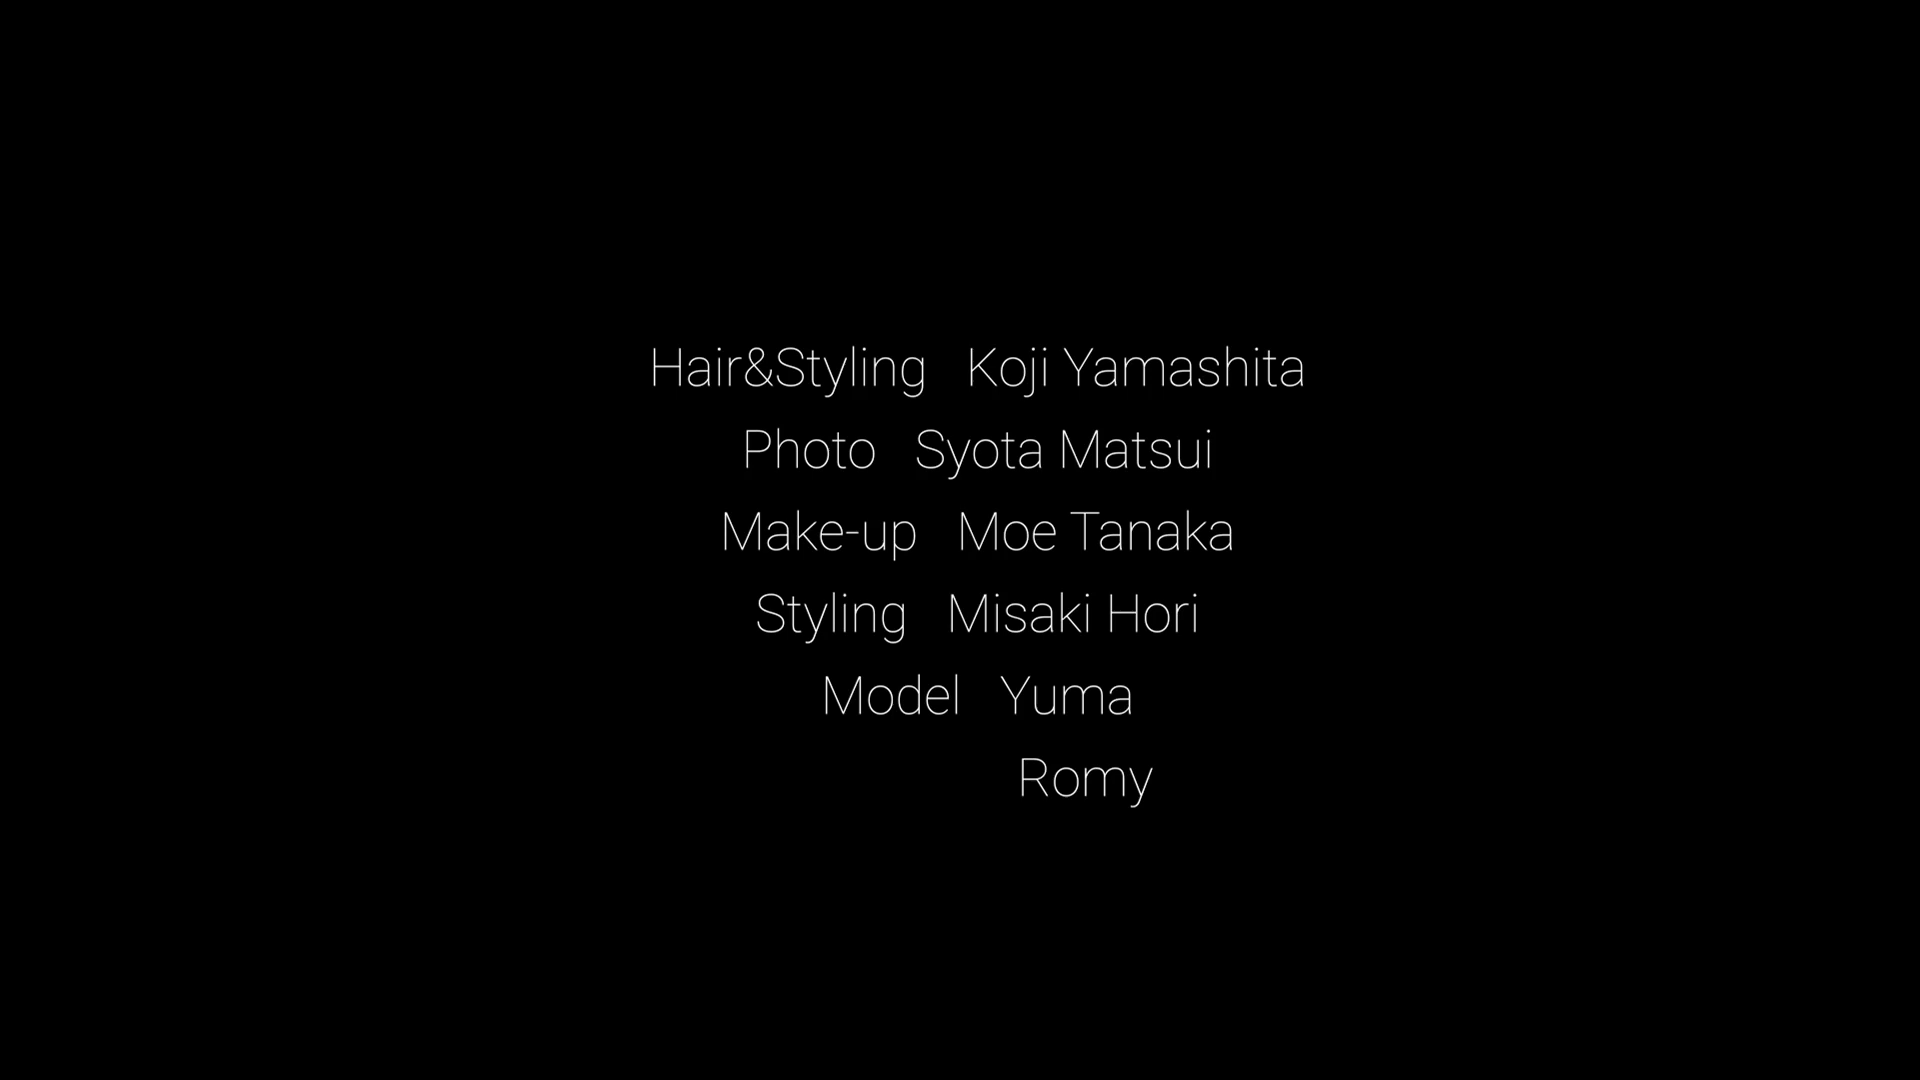 Hair&Styling Koji Yamashita
Photo Syota Matsui
Make-up Moe Tanaka
Styling Misaki Hori
Model Yuma
Romy